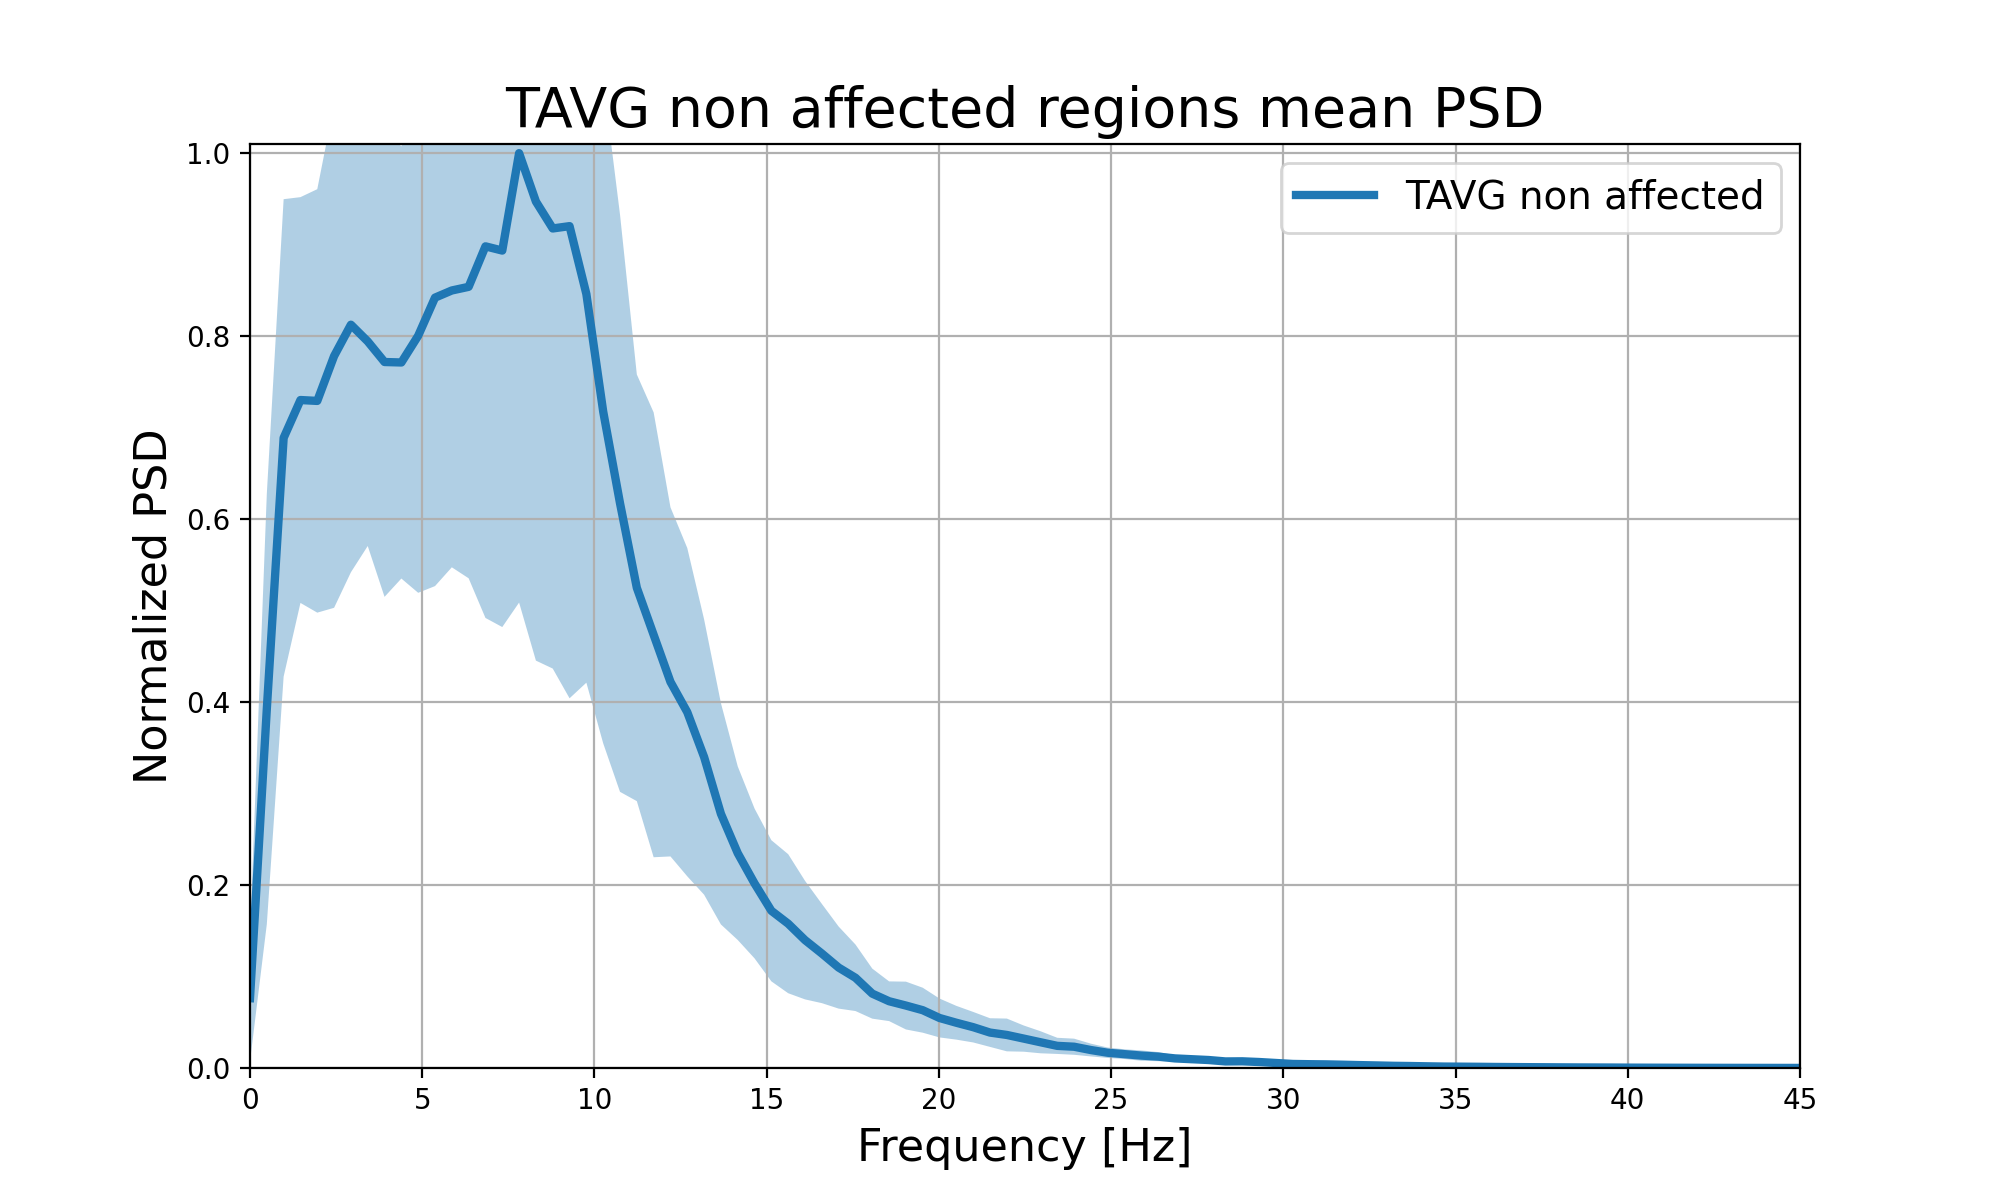 TAVG non affected regions mean PSD
TAVG non affected
Normalized PSD
1.0
0.8
0.6
0.4
0.2
0.0
0 5 10 15 20 25 30 35 40 45
Frequency [Hz]